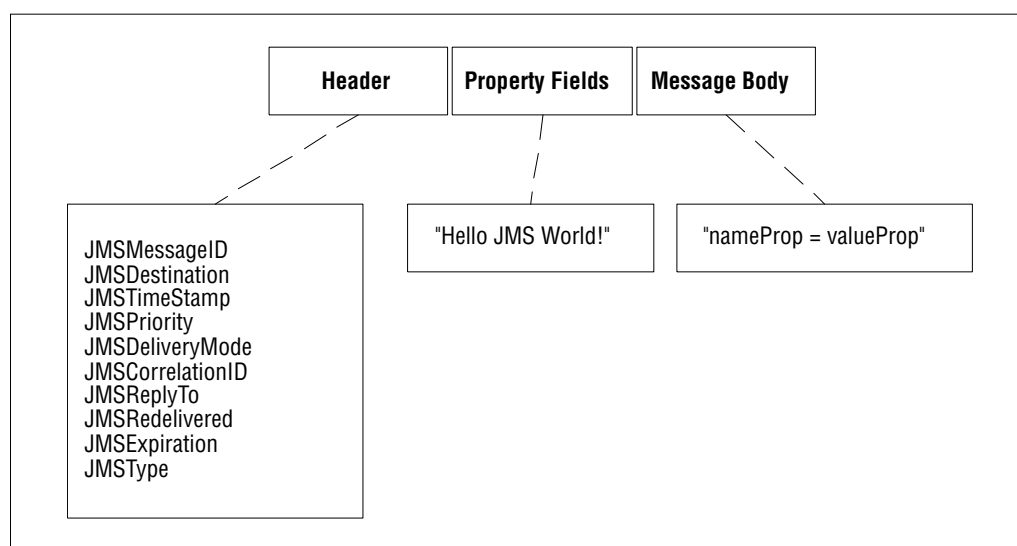 Header
Property Fields
Message Body
JMSMessageID
JMSDestination
JMSTimeStamp
JMSPriority
JMSDeliveryMode
JMSCorrelationID
JMSReplyTo
JMSRedelivered
JMSExpiration
JMSType
"Hello JMS World!"
"nameProp = valueProp"